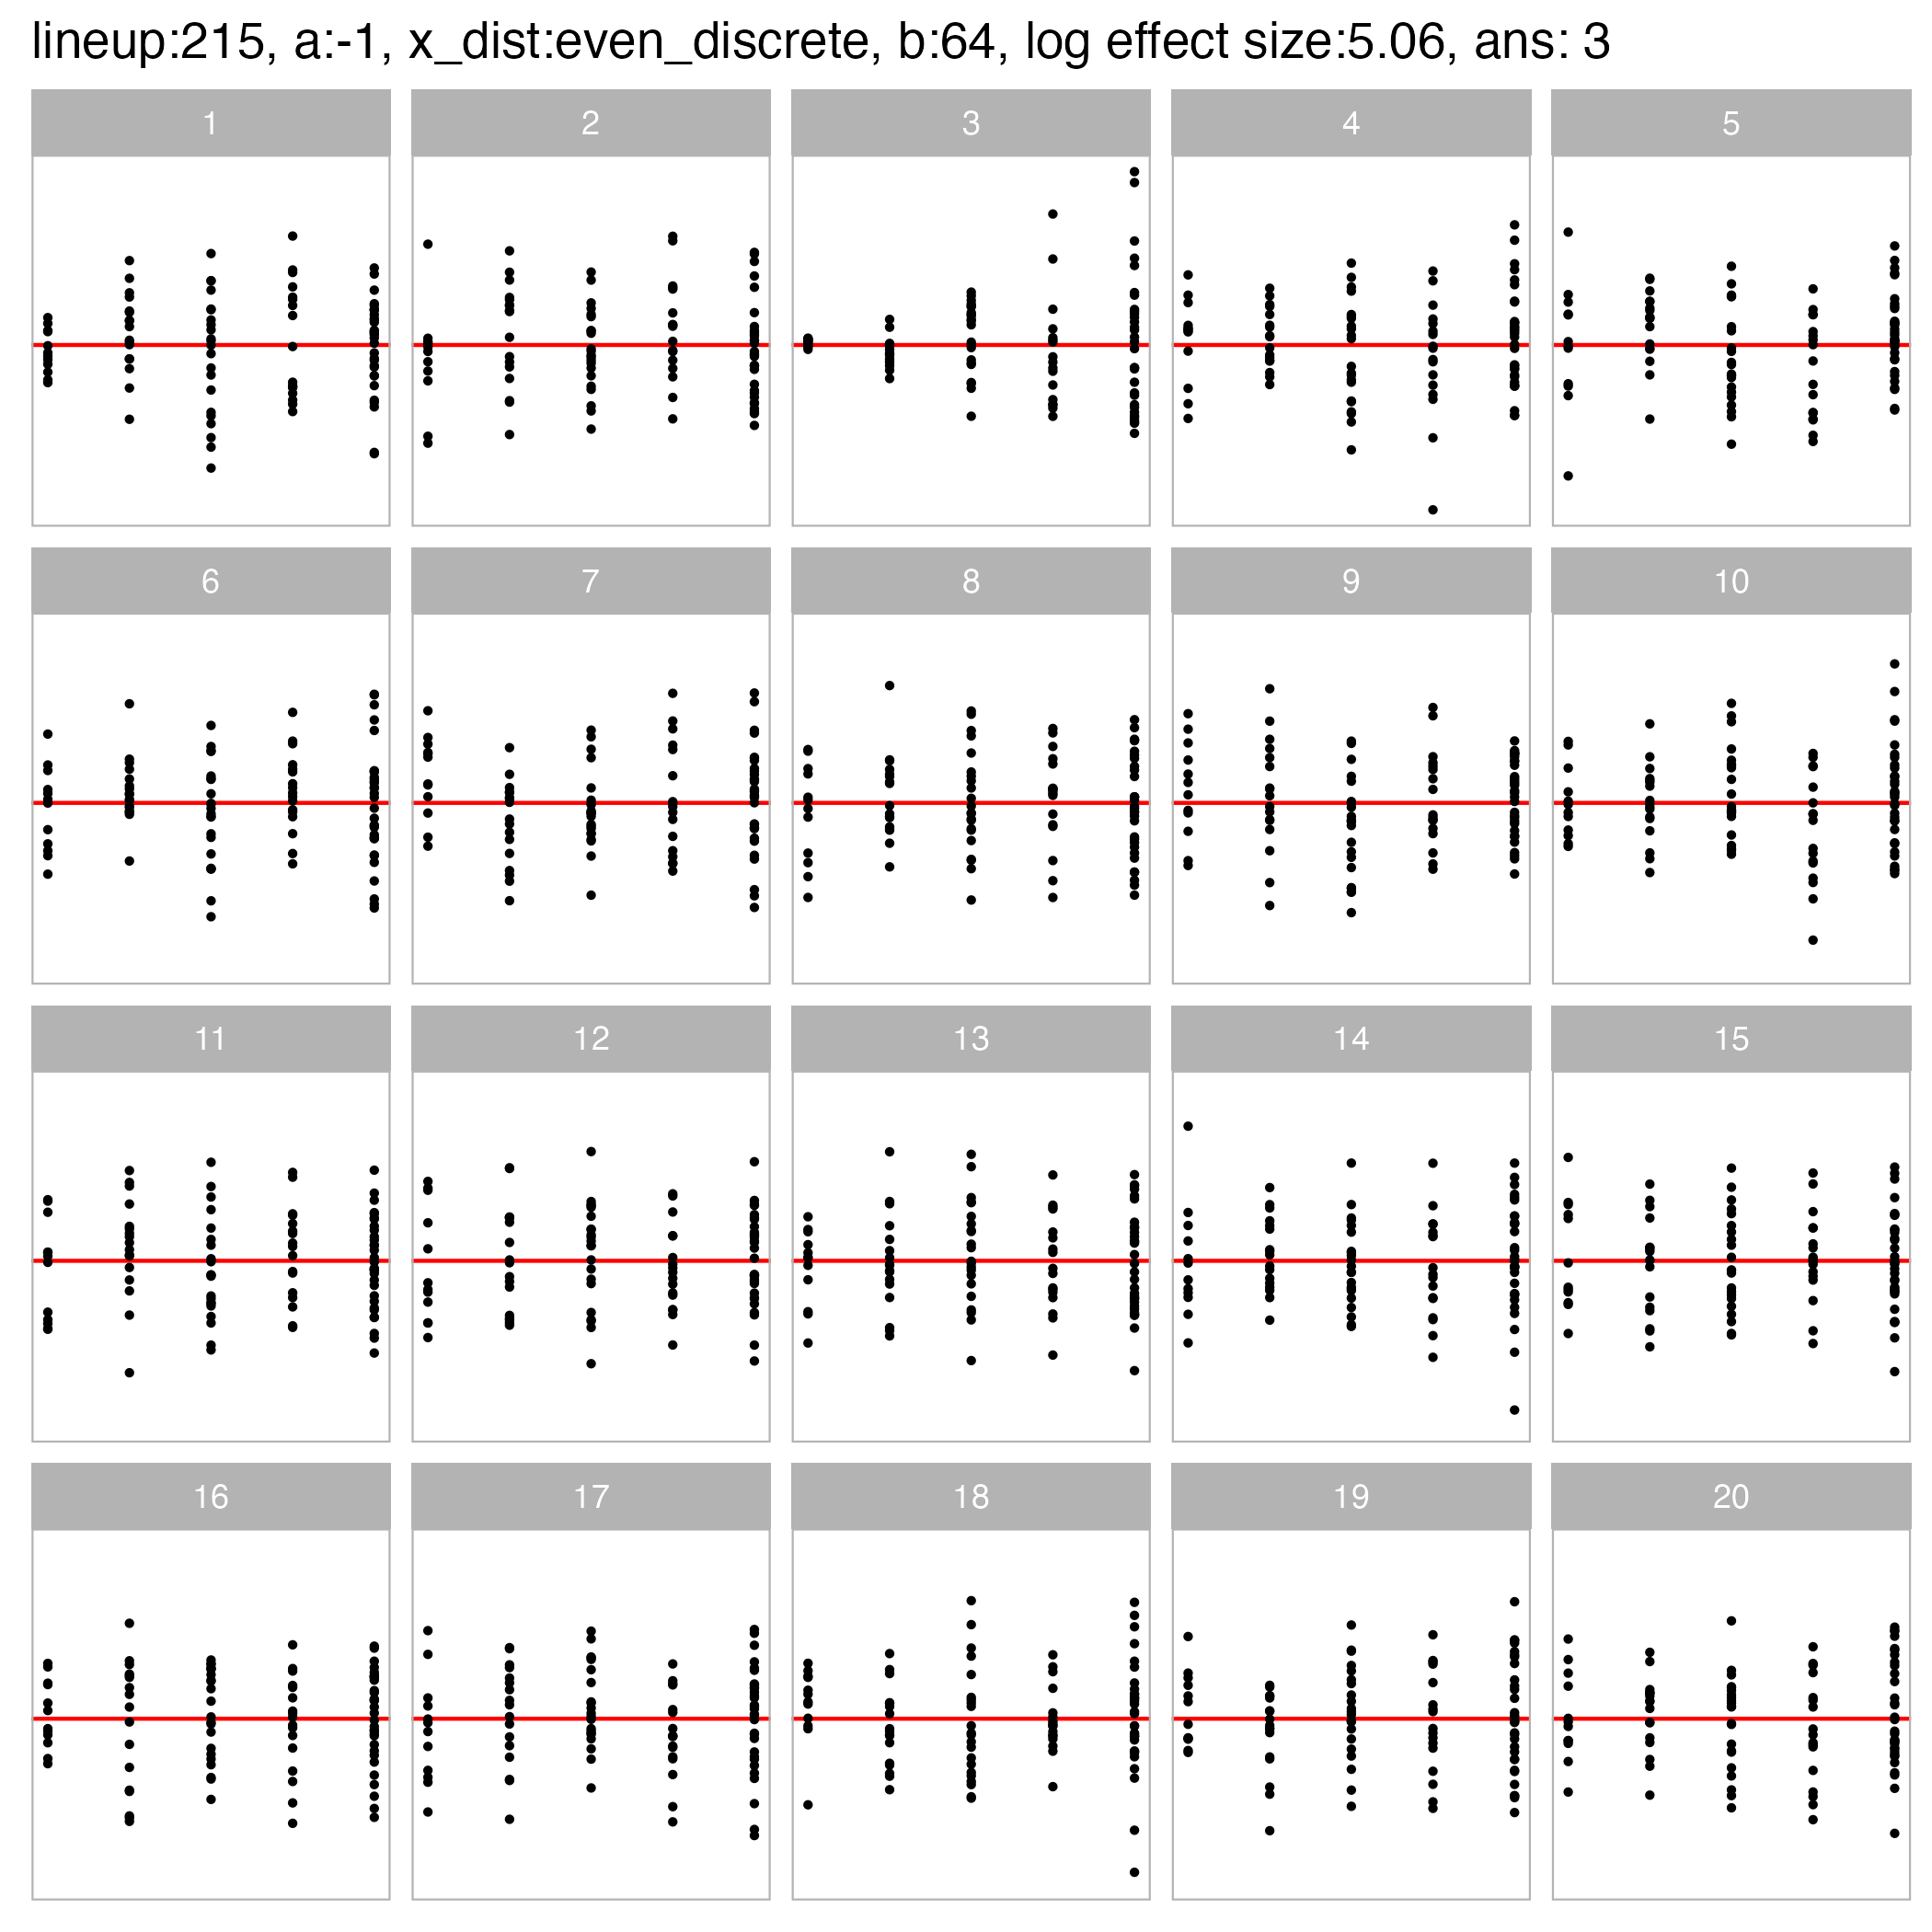 lineup:215, a:-1, x_dist:even_discrete, b:64, log effect size:5.06, ans: 3
1 2 3 4 5
6 7 8 9 10
11 12 13 14 15
16 17 18 19 20